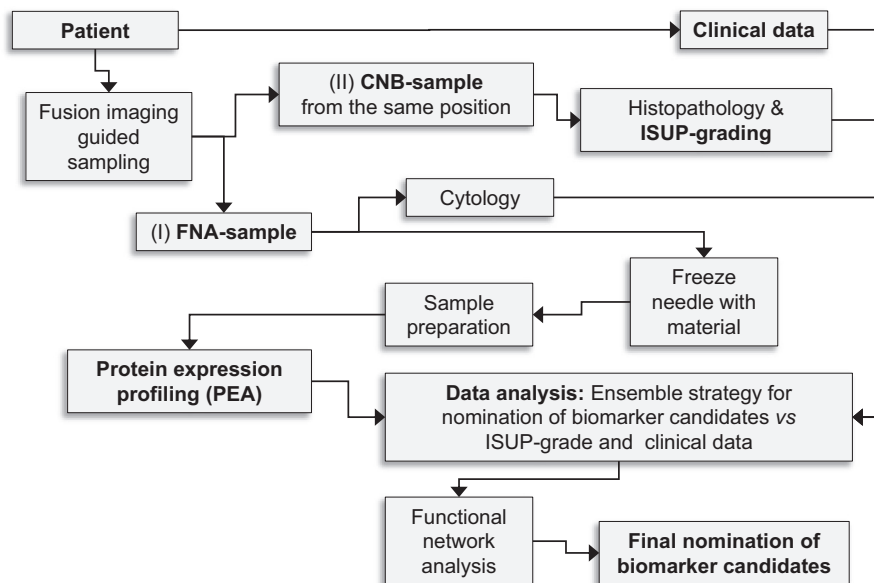 Patient
Clinical data
(II) CNB-sample
from the same position
Fusion imaging
guided
sampling
Histopathology &
ISUP-grading
Cytology
(I) FNA-sample
Freeze
needle with
material
Sample
preparation
Protein expression
profiling (PEA)
Data analysis: Ensemble strategy for
nomination of biomarker candidates vs
ISUP-grade and clinical data
Functional
network
analysis
Final nomination of
biomarker candidates